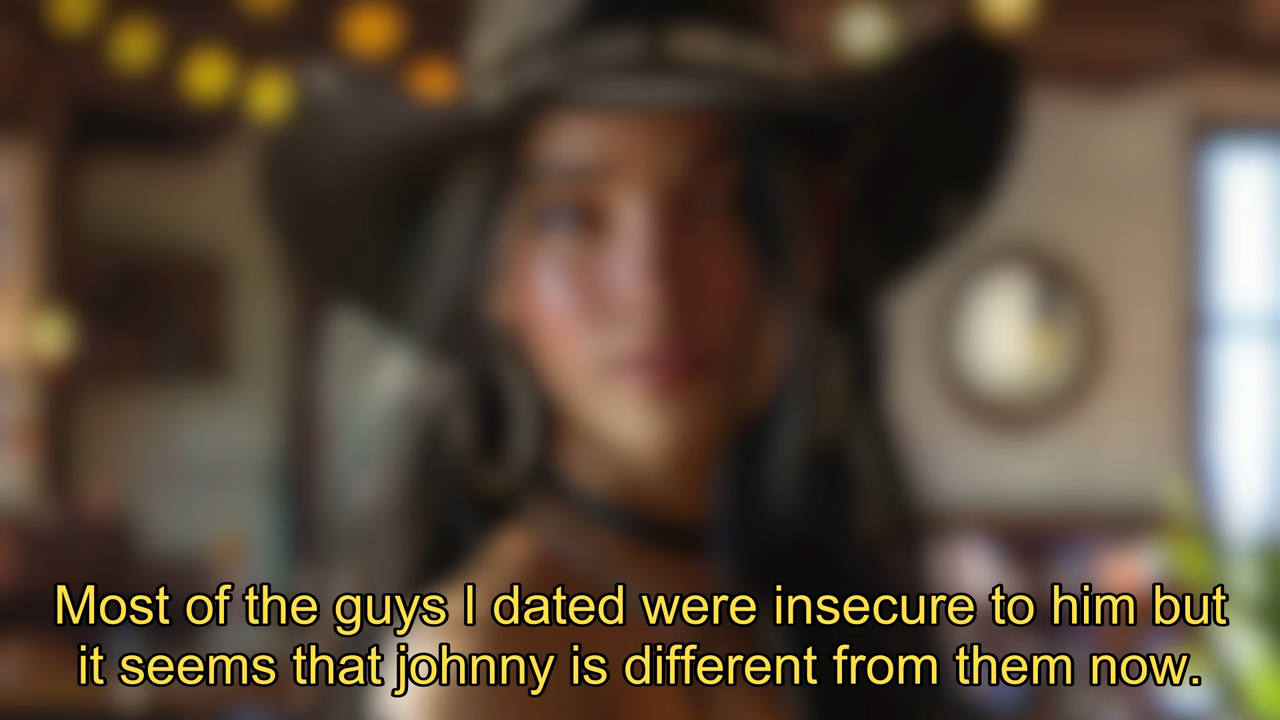 Most of the guys I dated were insecure to him but
it seems that johnny is different from them now.